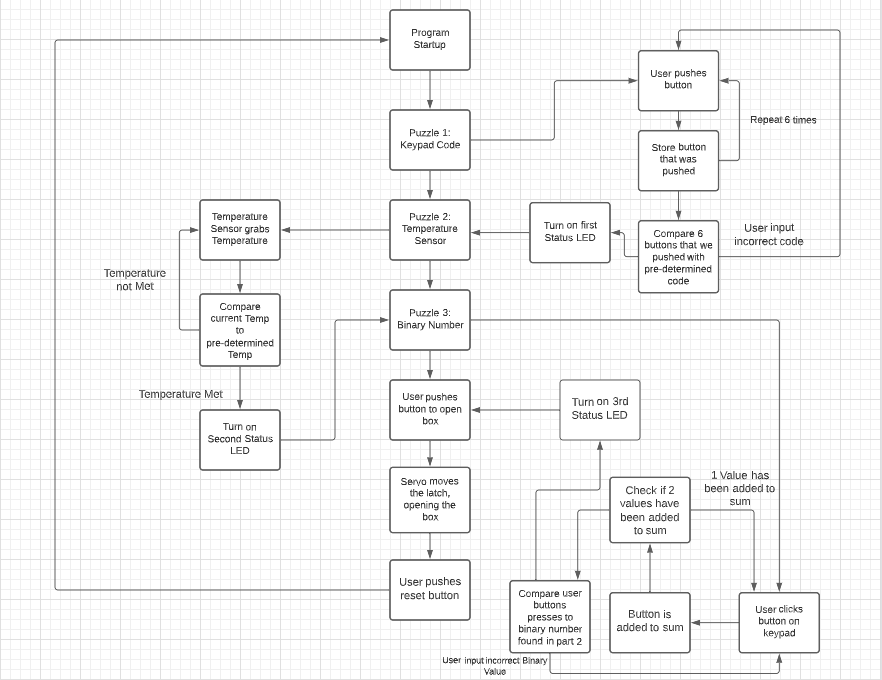 Program
Startup
Puzzle 1:
Keypad Code
User pushes
button
Repeat 6 times
Store button
that was
pushed
Compare 6
buttons that we
pushed with
pre-determined
code
User input
incorrect code
Turn on first
Status LED
Puzzle 2:
Temperature
Sensor
Temperature
Sensor grabs
Temperature
Temperature
not Met
Compare
current Temp
to
pre-determined
Temp
Temperature Met
Turn on
Second Status
LED
Puzzle 3:
Binary Number
User pushes
button to open
box
Turn on 3rd
Status LED
Servo moves
the latch,
opening the
box
User pushes
reset button
1 Value has
been added to
sum
Check if 2
values have
been added
to sum
Compare user
buttons
presses to
binary number
found in part 2
Button is
added to sum
User clicks
button on
keypad
User input incorrect Binary
Value